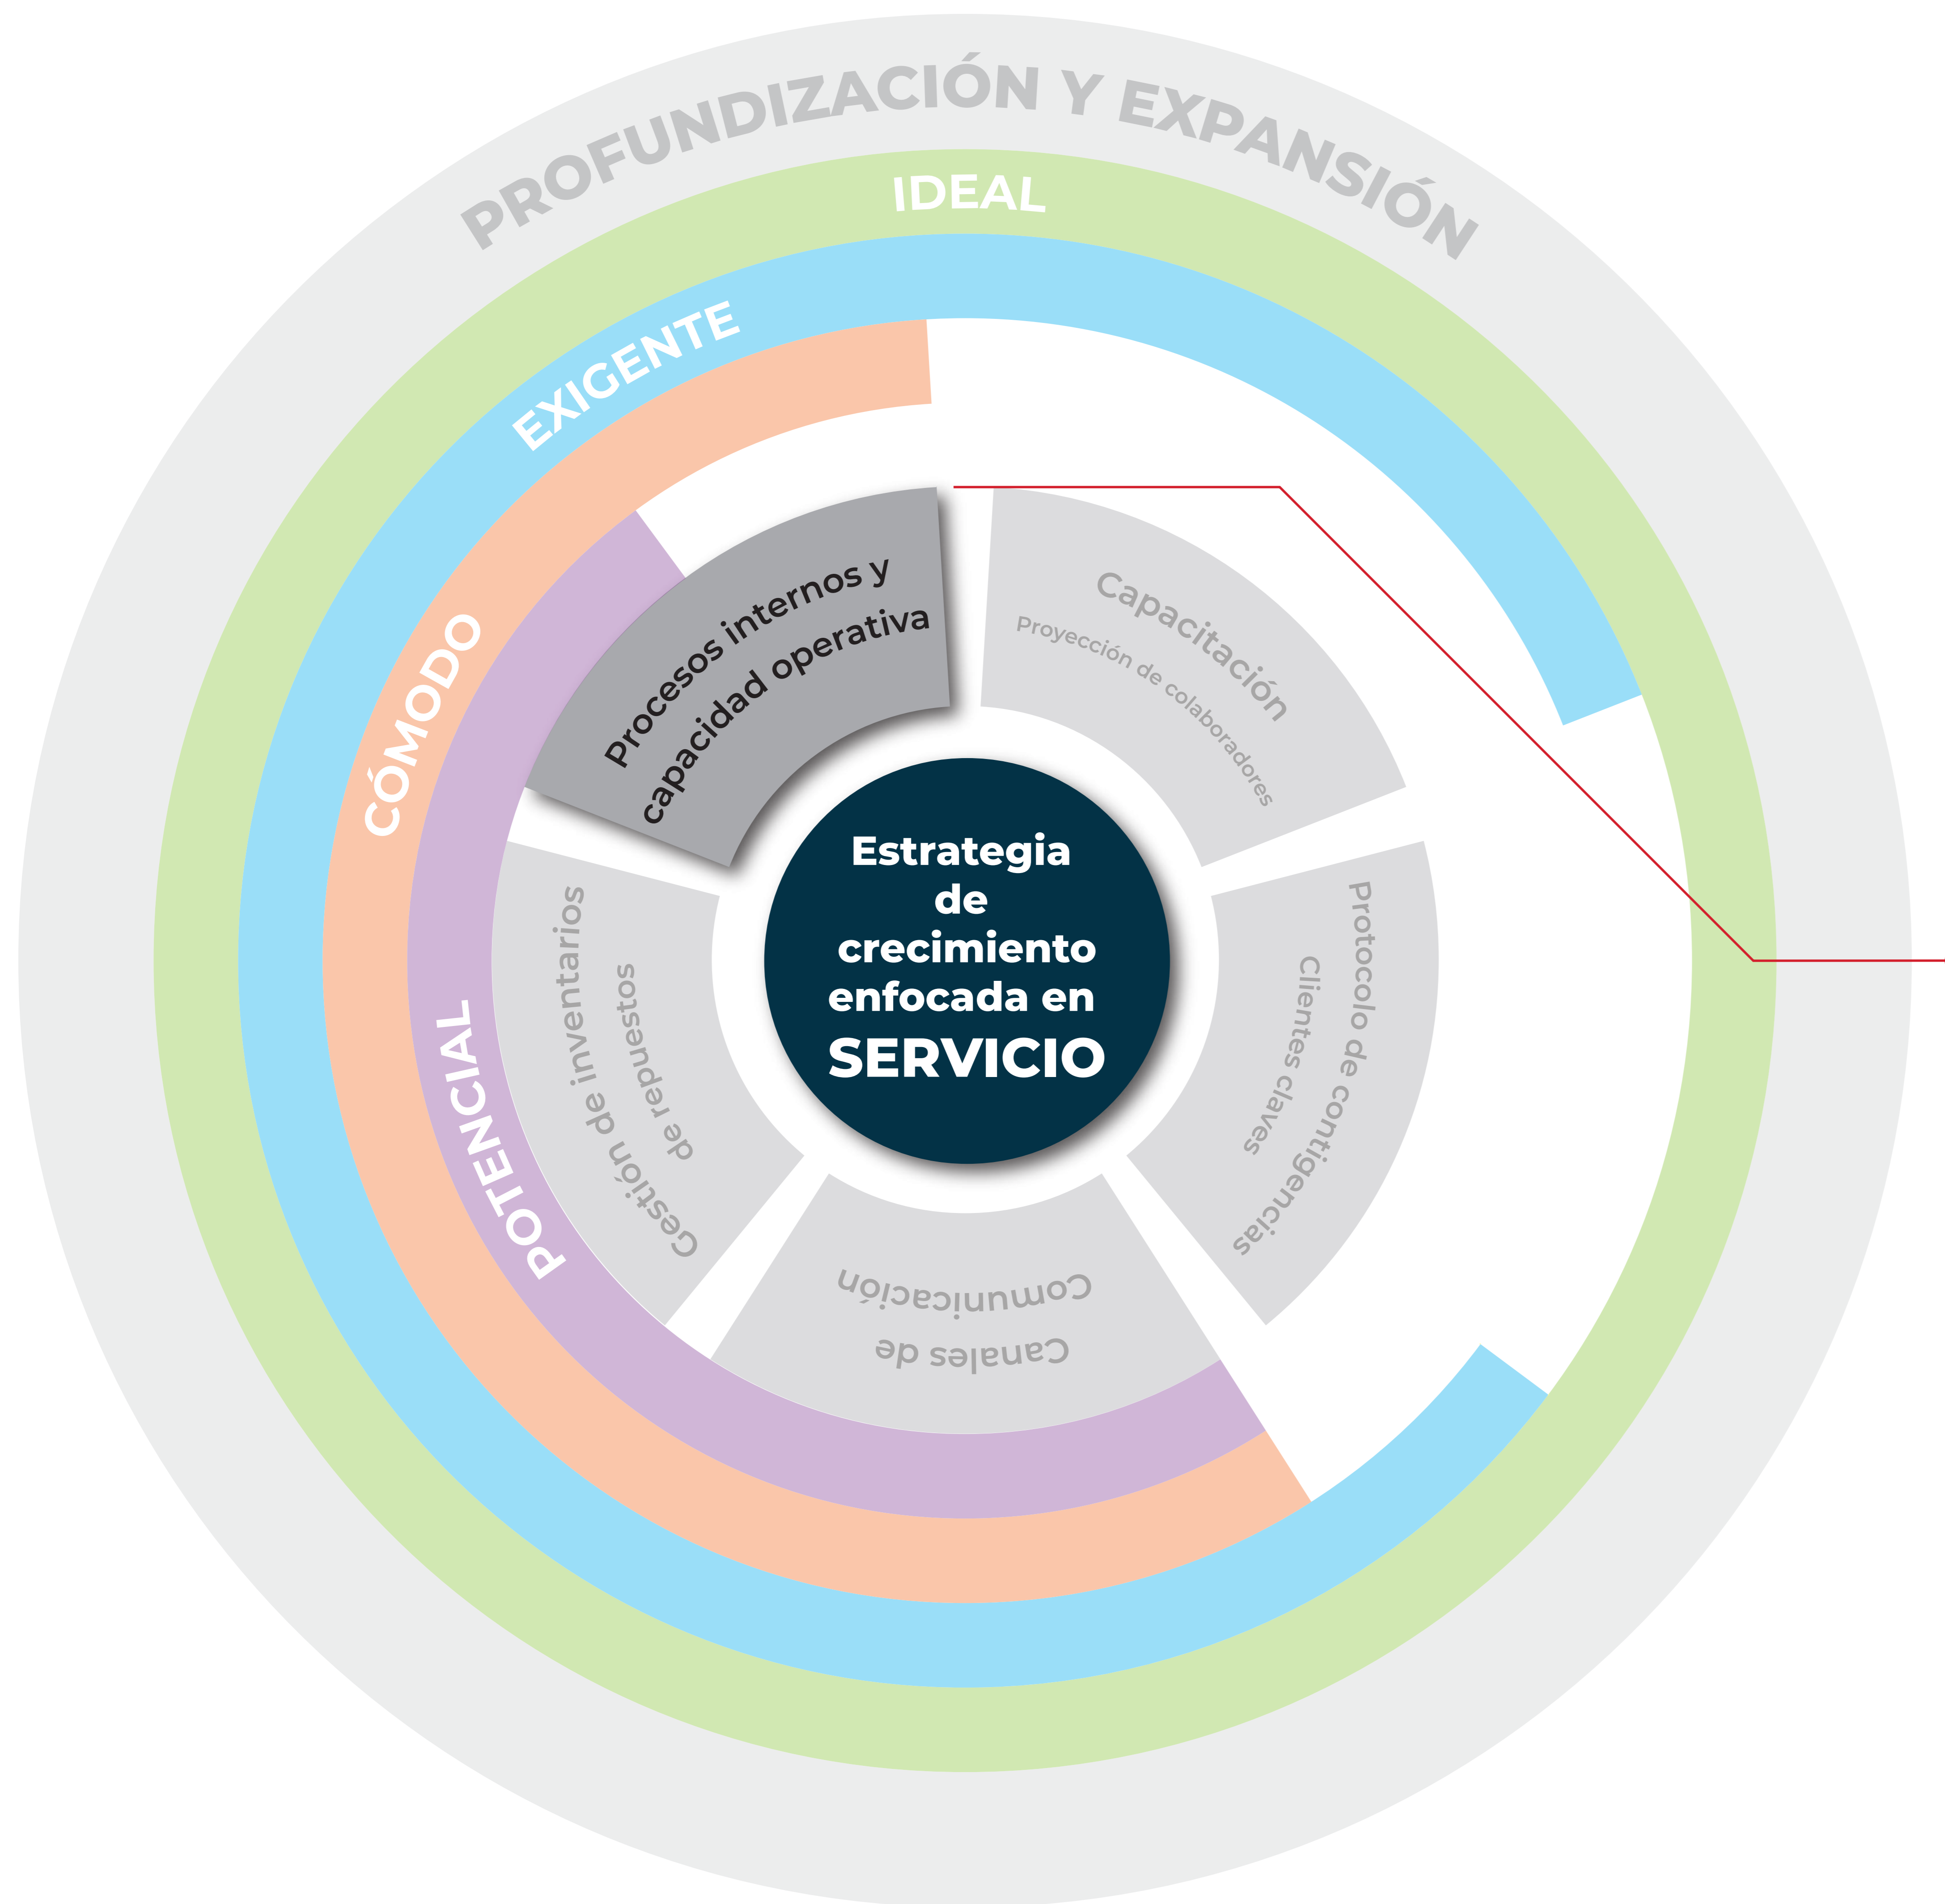 PROFUNDIZACIÓN Y EXPANSIÓN
IDEAL
EXIGENTE
CÓMODO
POTENCIAL
Procesos internos y
capacidad operativa
Capacitación
Proyección de colaboradores
Protocolo de contigencias
Clientes claves
Canales de
Comunicación
Gestión de inventarios
de repuestos
Estrategia
de
crecimiento
enfocada en
SERVICIO